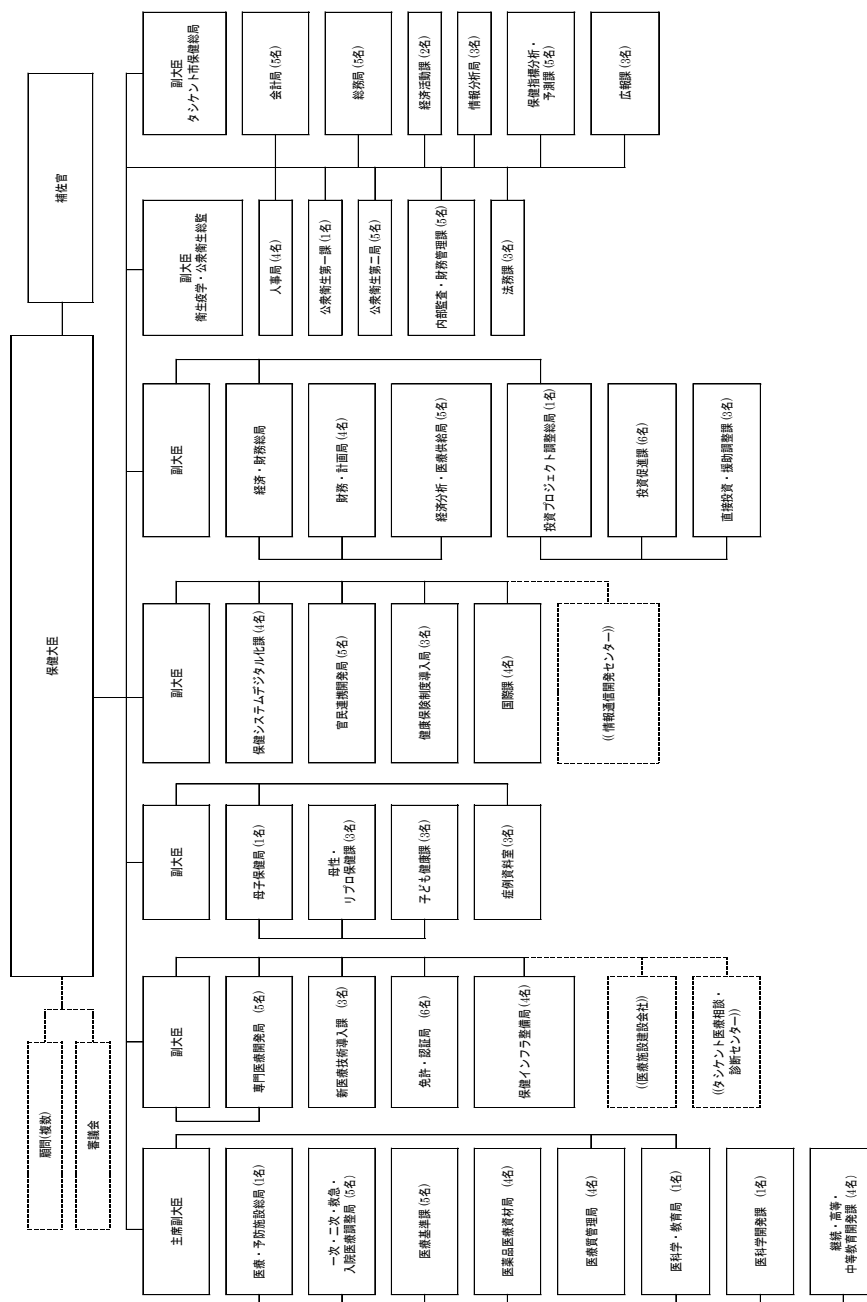 保健大臣
補佐官
顧問(複数)
審議会
主席副大臣
医療・予防施設総局 (1名)
一次・二次・救急・
入院医療調整局 (5名)
医療基準課 (5名)
医薬品医療資材局 (4名)
医療質管理局 (4名)
医科学・教育局 (1名)
医科学開発課 (1名)
継続・高等・
中等教育開発課 (4名)
副大臣
専門医療開発局 (5名)
新医療技術導入課 (3名)
免許・認証局 (6名)
保健インフラ整備局 (4名)
((医療施設建設会社))
((タシケント医療相談・
診断センター))
副大臣
母子保健局 (1名)
母性・
リプロ保健課 (3名)
子ども健康課 (3名)
症例資料室 (3名)
副大臣
保健システムデジタル化課 (4名)
官民連携開発局 (5名)
健康保険制度導入局 (3名)
国際課 (4名)
((情報通信開発センター))
副大臣
経済・財務総局
財務・計画局 (4名)
経済分析・医療供給局 (5名)
投資プロジェクト調整総局 (1名)
投資促進課 (6名)
直接投資・援助調整課 (3名)
副大臣
衛生疫学・公衆衛生総監
人事局 (4名)
公衆衛生第一課 (1名)
公衆衛生第二局 (5名)
内部監査・財務管理課 (5名)
法務課 (3名)
副大臣
タシケント市保健総局
会計局 (5名)
総務局 (5名)
経済活動課 (2名)
情報分析局 (3名)
保健指標分析・
予測課 (5名)
広報課 (3名)